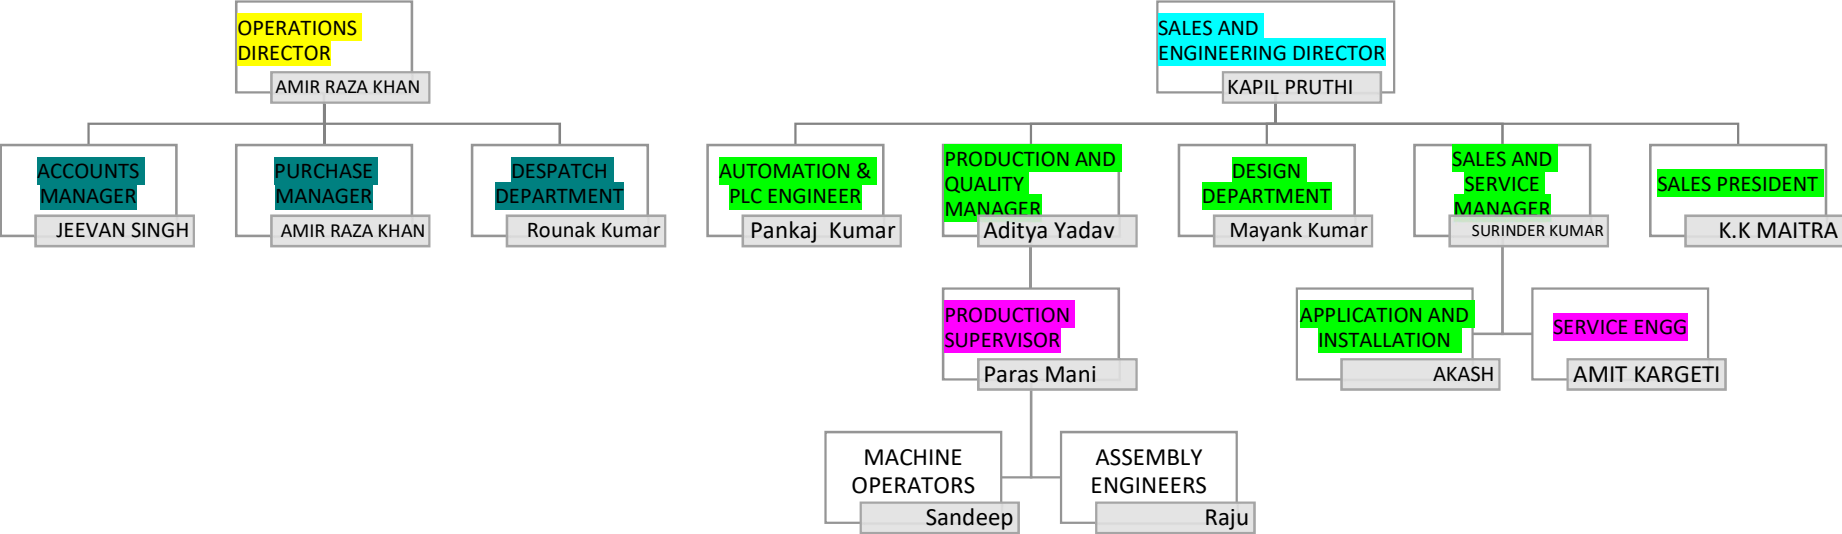 OPERATIONS
DIRECTOR
AMIR RAZA KHAN
SALES AND
ENGINEERING DIRECTOR
KAPIL PRUTHI
ACCOUNTS
MANAGER
JEEVAN SINGH
PURCHASE
MANAGER
AMIR RAZA KHAN
DESPATCH
DEPARTMENT
Rounak Kumar
AUTOMATION &
PLC ENGINEER
Pankaj Kumar
PRODUCTION AND
QUALITY
MANAGER
Aditya Yadav
DESIGN
DEPARTMENT
Mayank Kumar
SALES AND
SERVICE
MANAGER
SURINDER KUMAR
SALES PRESIDENT
K.K MAITRA
PRODUCTION
SUPERVISOR
Paras Mani
APPLICATION AND
INSTALLATION
AKASH
SERVICE ENGG
AMIT KARGETI
MACHINE
OPERATORS
Sandeep
ASSEMBLY
ENGINEERS
Raju